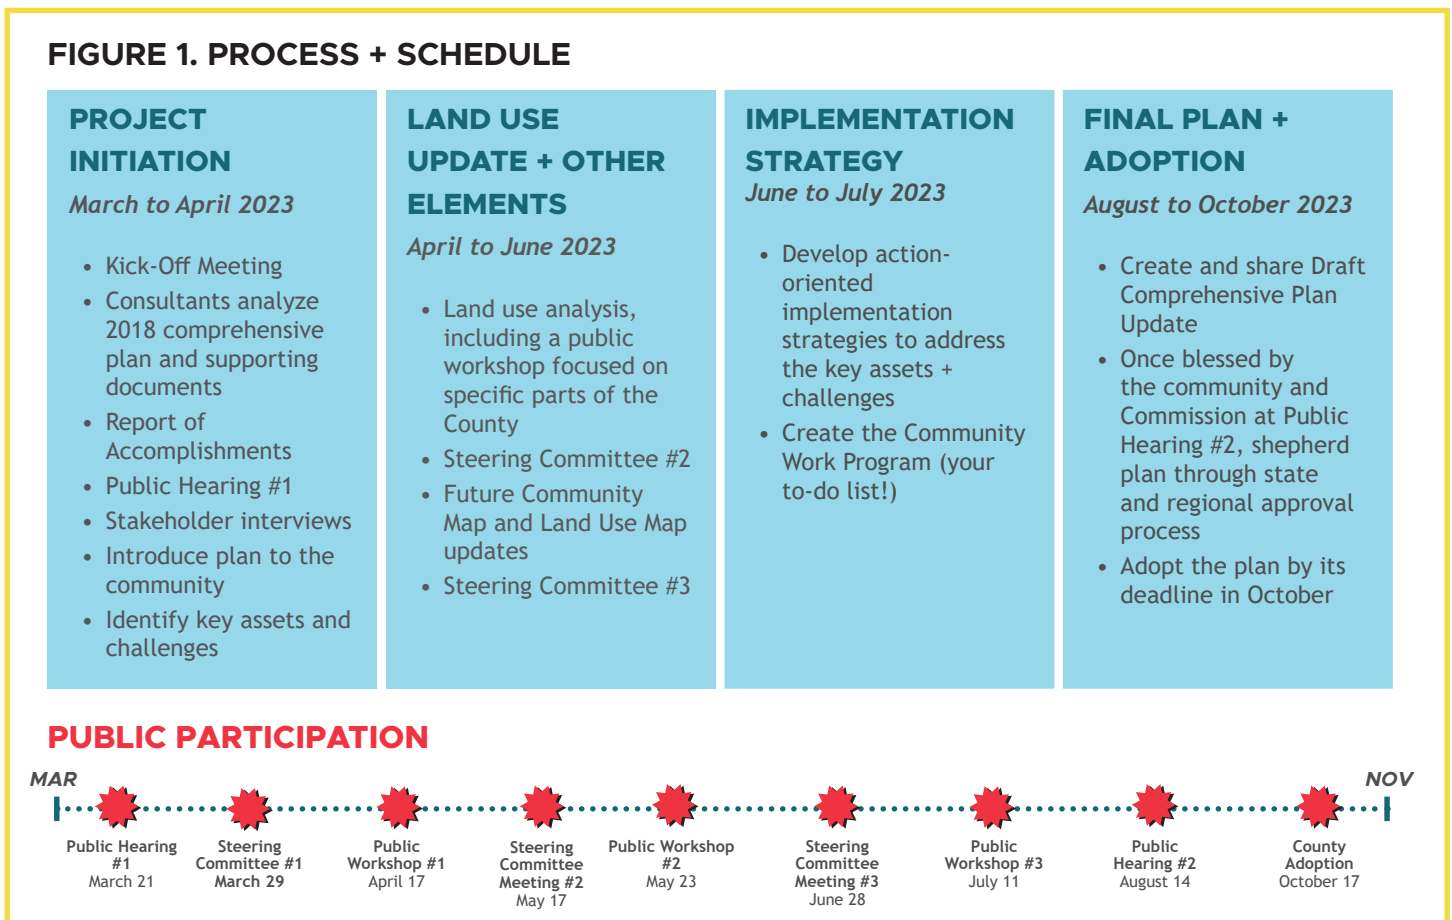 FIGURE 1. PROCESS + SCHEDULE
PROJECT
INITIATION
March to April 2023
• Kick-Off Meeting
• Consultants analyze
2018 comprehensive
plan and supporting
documents
• Report of
Accomplishments
• Public Hearing #1
• Stakeholder interviews
• Introduce plan to the
community
• Identify key assets and
challenges
LAND USE
UPDATE + OTHER
ELEMENTS
April to June 2023
• Land use analysis,
including a public
workshop focused on
specific parts of the
County
• Steering Committee #2
• Future Community
Map and Land Use Map
updates
• Steering Committee #3
IMPLEMENTATION
STRATEGY
June to July 2023
• Develop action-
oriented
implementation
strategies to address
the key assets +
challenges
• Create the Community
Work Program (your
to-do list!)
FINAL PLAN +
ADOPTION
August to October 2023
• Create and share Draft
Comprehensive Plan
Update
• Once blessed by
the community and
Commission at Public
Hearing #2, shepherd
plan through state
and regional approval
process
• Adopt the plan by its
deadline in October
PUBLIC PARTICIPATION
MAR
NOV
Public Hearing
#1
March 21
Steering
Committee #1
March 29
Public
Workshop #1
April 17
Steering
Committee
Meeting #2
May 17
Public Workshop
#2
May 23
Steering
Committee
Meeting #3
June 28
Public
Workshop #3
July 11
Public
Hearing #2
August 14
County
Adoption
October 17